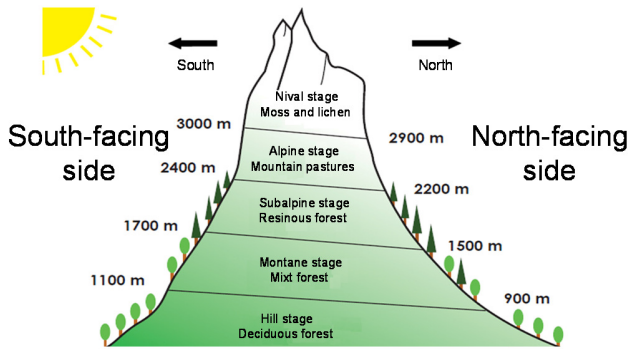 South
North
Nival stage
Moss and lichen
3000 m
2900 m
South-facing
side
North-facing
side
Alpine stage
Mountain pastures
2400 m
2200 m
Subalpine stage
Resinous forest
1700 m
1500 m
Montane stage
Mixt forest
1100 m
900 m
Hill stage
Deciduous forest